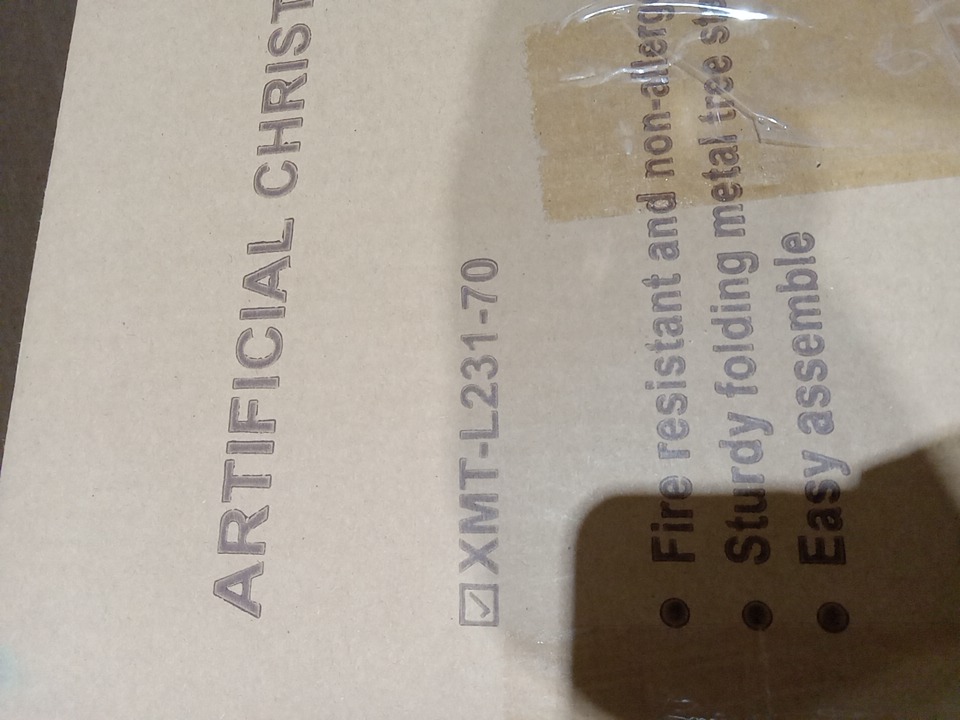 ARTIFICIAL CHRIST
☑XMT-L231-70
● Fire resistant and non-allerg
● Sturdy folding metal tree st
● Easy assemble